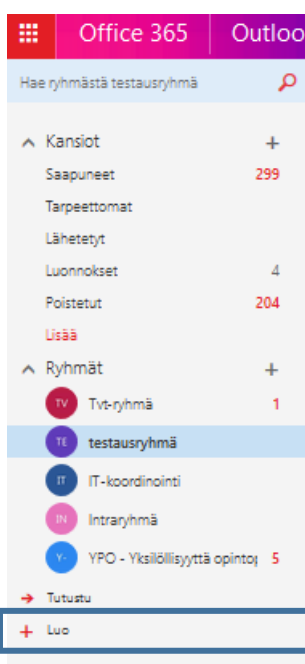 Office 365 Outloo
Hae ryhmästä testausryhmä
Kansiot +
Saapuneet 299
Tarpeettomat
Lähetetyt
Luonnokset 4
Poistetut 204
Lisää
Ryhmät +
TV Tvt-ryhmä 1
TE testausryhmä
IT IT-koordinointi
IN Intraryhmä
Y- YPO - Yksilöllisyyttä opintop 5
Tutustu
+ Luo